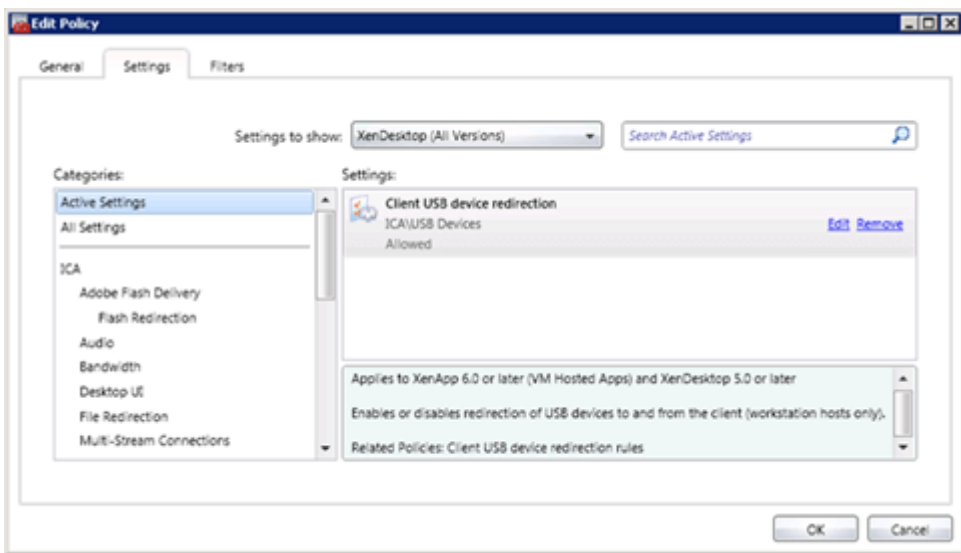 Edit Policy
General Settings Filters
Settings to show: XenDesktop (All Versions) Search Active Settings
Categories:
Active Settings
All Settings
ICA
Adobe Flash Delivery
Flash Redirection
Audio
Bandwidth
Desktop UI
File Redirection
Multi-Stream Connections
Settings:
Client USB device redirection
ICA\USB Devices
Edit Remove
Allowed
Applies to XenApp 6.0 or later (VM Hosted Apps) and XenDesktop 5.0 or later
Enables or disables redirection of USB devices to and from the client (workstation hosts only).
Related Policies: Client USB device redirection rules
OK Cancel